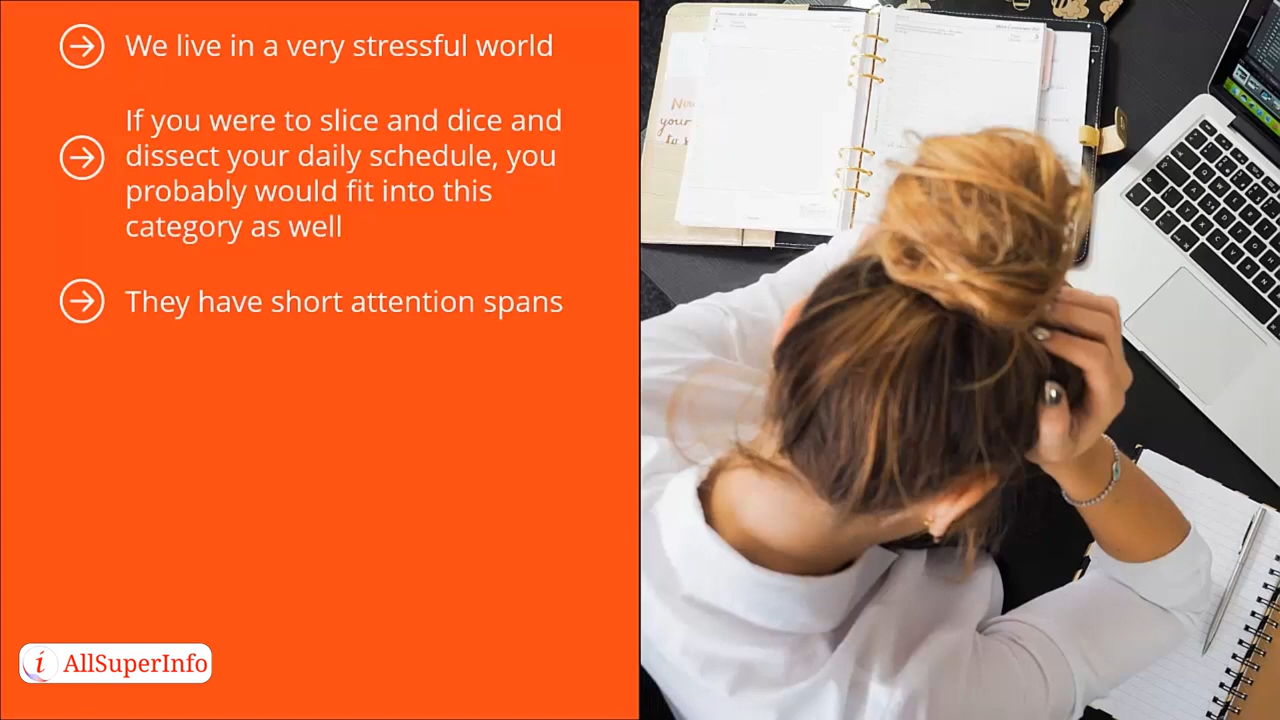 We live in a very stressful world
If you were to slice and dice and
dissect your daily schedule, you
probably would fit into this
category as well
They have short attention spans
i AllSuperInfo
your